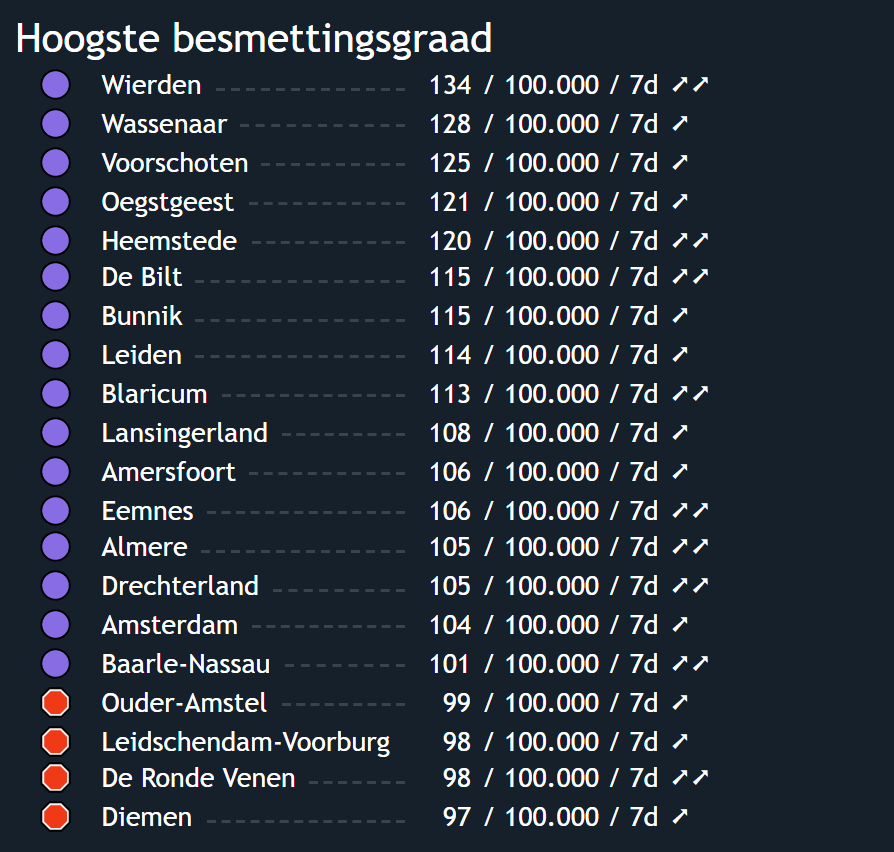 Hoogste besmettingsgraad
Wierden 134 / 100.000 / 7d ➚➚
Wassenaar 128 / 100.000 / 7d ➚
Voorschoten 125 / 100.000 / 7d ➚
Oegstgeest 121 / 100.000 / 7d ➚
Heemstede 120 / 100.000 / 7d ➚➚
De Bilt 115 / 100.000 / 7d ➚➚
Bunnik 115 / 100.000 / 7d ➚
Leiden 114 / 100.000 / 7d ➚
Blaricum 113 / 100.000 / 7d ➚➚
Lansingerland 108 / 100.000 / 7d ➚
Amersfoort 106 / 100.000 / 7d ➚
Eemnes 106 / 100.000 / 7d ➚➚
Almere 105 / 100.000 / 7d ➚➚
Drechterland 105 / 100.000 / 7d ➚➚
Amsterdam 104 / 100.000 / 7d ➚
Baarle-Nassau 101 / 100.000 / 7d ➚➚
Ouder-Amstel 99 / 100.000 / 7d ➚
Leidschendam-Voorburg 98 / 100.000 / 7d ➚
De Ronde Venen 98 / 100.000 / 7d ➚➚
Diemen 97 / 100.000 / 7d ➚